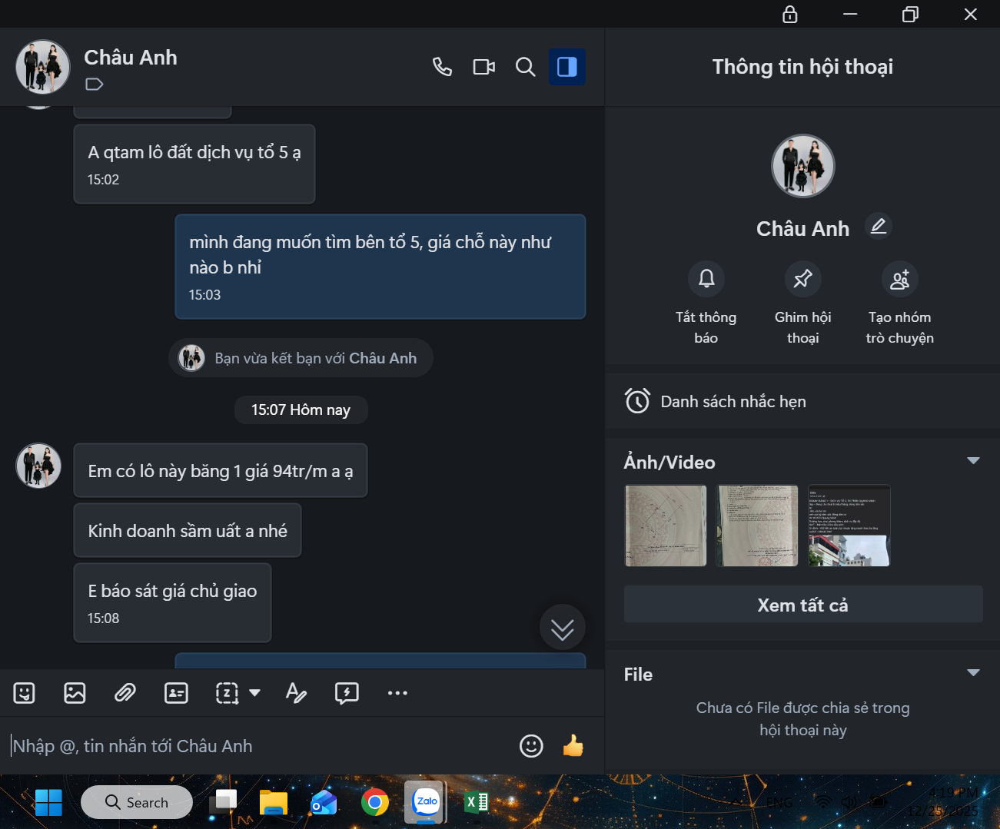 Châu Anh
A qtam lô đất dịch vụ tổ 5 ạ
15:02
mình đang muốn tìm bên tổ 5, giá chỗ này như
nào b nhỉ
15:03
Bạn vừa kết bạn với Châu Anh
15:07 Hôm nay
Em có lô này băng 1 giá 94tr/m a ạ
Kinh doanh sầm uất a nhé
E báo sát giá chủ giao
15:08
Nhập @, tin nhắn tới Châu Anh
Thông tin hội thoại
Châu Anh
Tắt thông
báo
Ghim hội
thoại
Tạo nhóm
trò chuyện
Danh sách nhắc hẹn
Ảnh/Video
Xem tất cả
File
Chưa có File được chia sẻ trong
hội thoại này
Search
Zalo
ENG
4:19 PM
12/25/2025